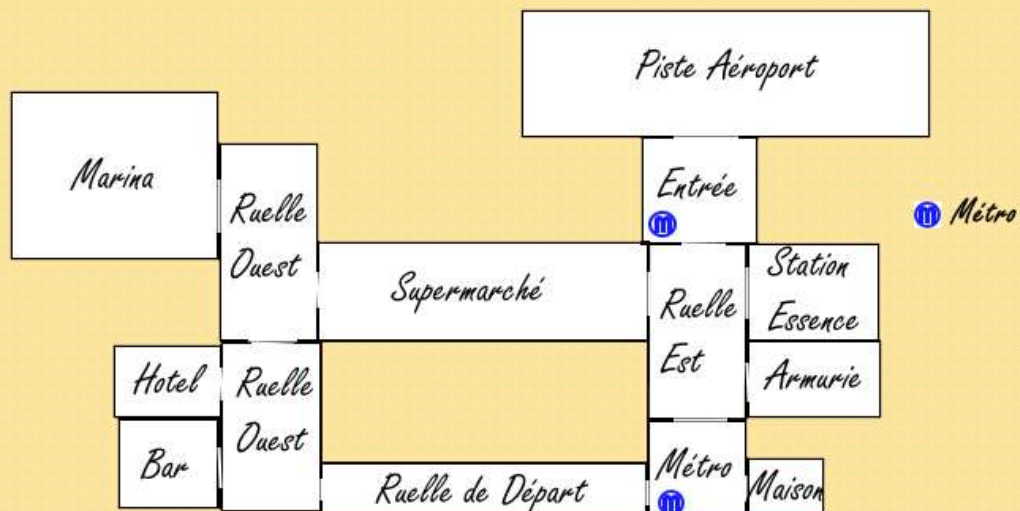 Piste Aéroport
Marina
Entrée
m
Ruelle
Ouest
m Métro
Supermarché
Ruelle
Est
Station
Essence
Hotel
Ruelle
Ouest
Armurie
Bar
Ruelle de Départ
Métro
m
Maison